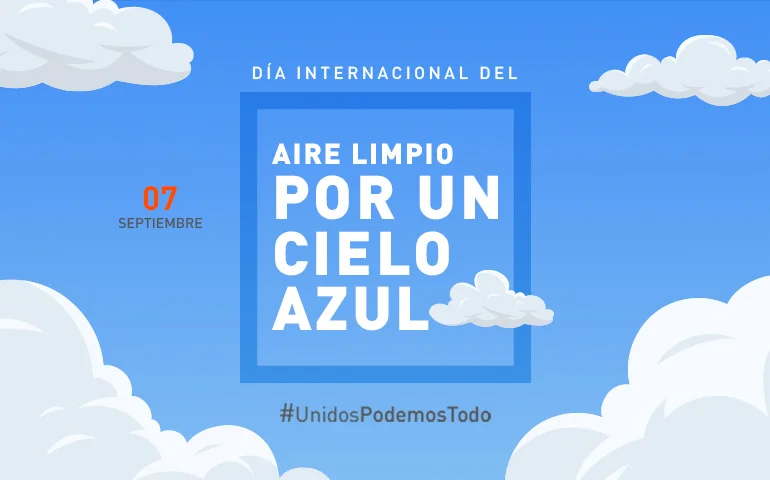 DÍA INTERNACIONAL DEL
AIRE LIMPIO
POR UN
CIELO
AZUL
07
SEPTIEMBRE
#UnidosPodemosTodo